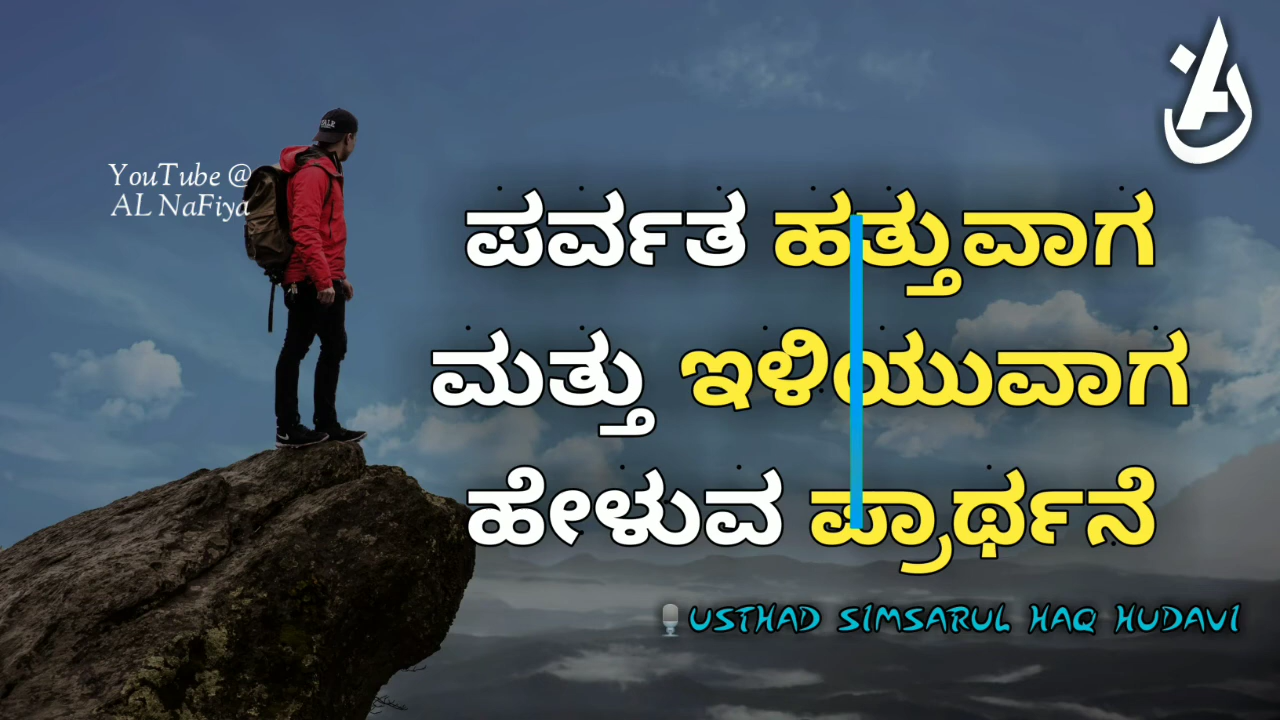 YouTube @
AL NaFiya
ಪರ್ವತ ಹತ್ತುವಾಗ
ಮತ್ತು ಇಳಿಯುವಾಗ
ಹೇಳುವ ಪ್ರಾರ್ಥನೆ
USTHAD SIMSARUL HAQ HUDAVI